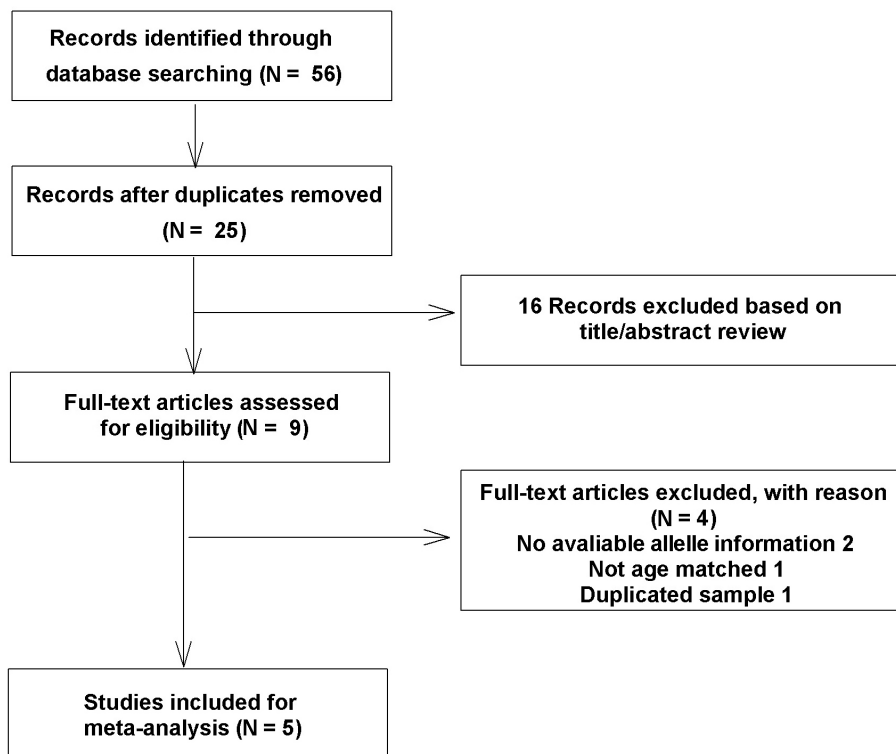 Records identified through
database searching (N = 56)
Records after duplicates removed
(N = 25)
16 Records excluded based on
title/abstract review
Full-text articles assessed
for eligibility (N = 9)
Full-text articles excluded, with reason
(N = 4)
No avaliable allelle information 2
Not age matched 1
Duplicated sample 1
Studies included for
meta-analysis (N = 5)